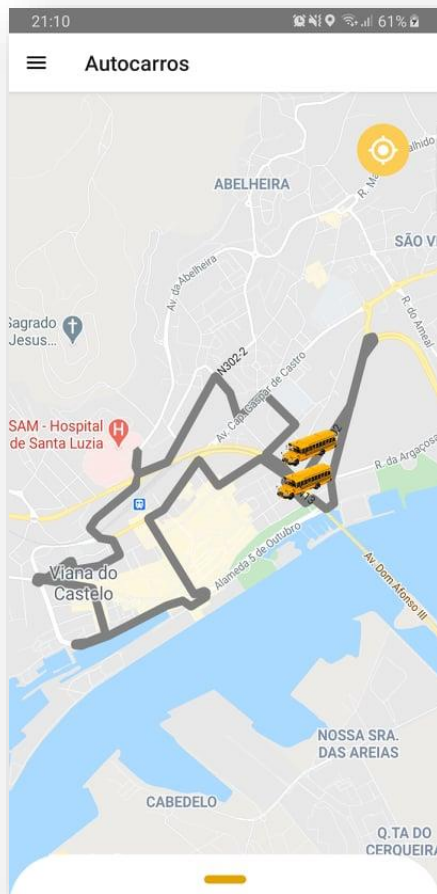 21:10
61%
Autocarros
ABELHEIRA
SÃO V
Av. da Abelheira
R. do Ameal
Sagrado
Jesus...
N302-2
Av. Cap. Gaspar de Castro
SAM - Hospital
de Santa Luzia
H
R. da Argaços
Viana do
Castelo
Alameda 5 de Outubro
Av. Dom Afonso III
NOSSA SRA.
DAS AREIAS
CABEDELO
Q.TA DO
CERQUEIRA